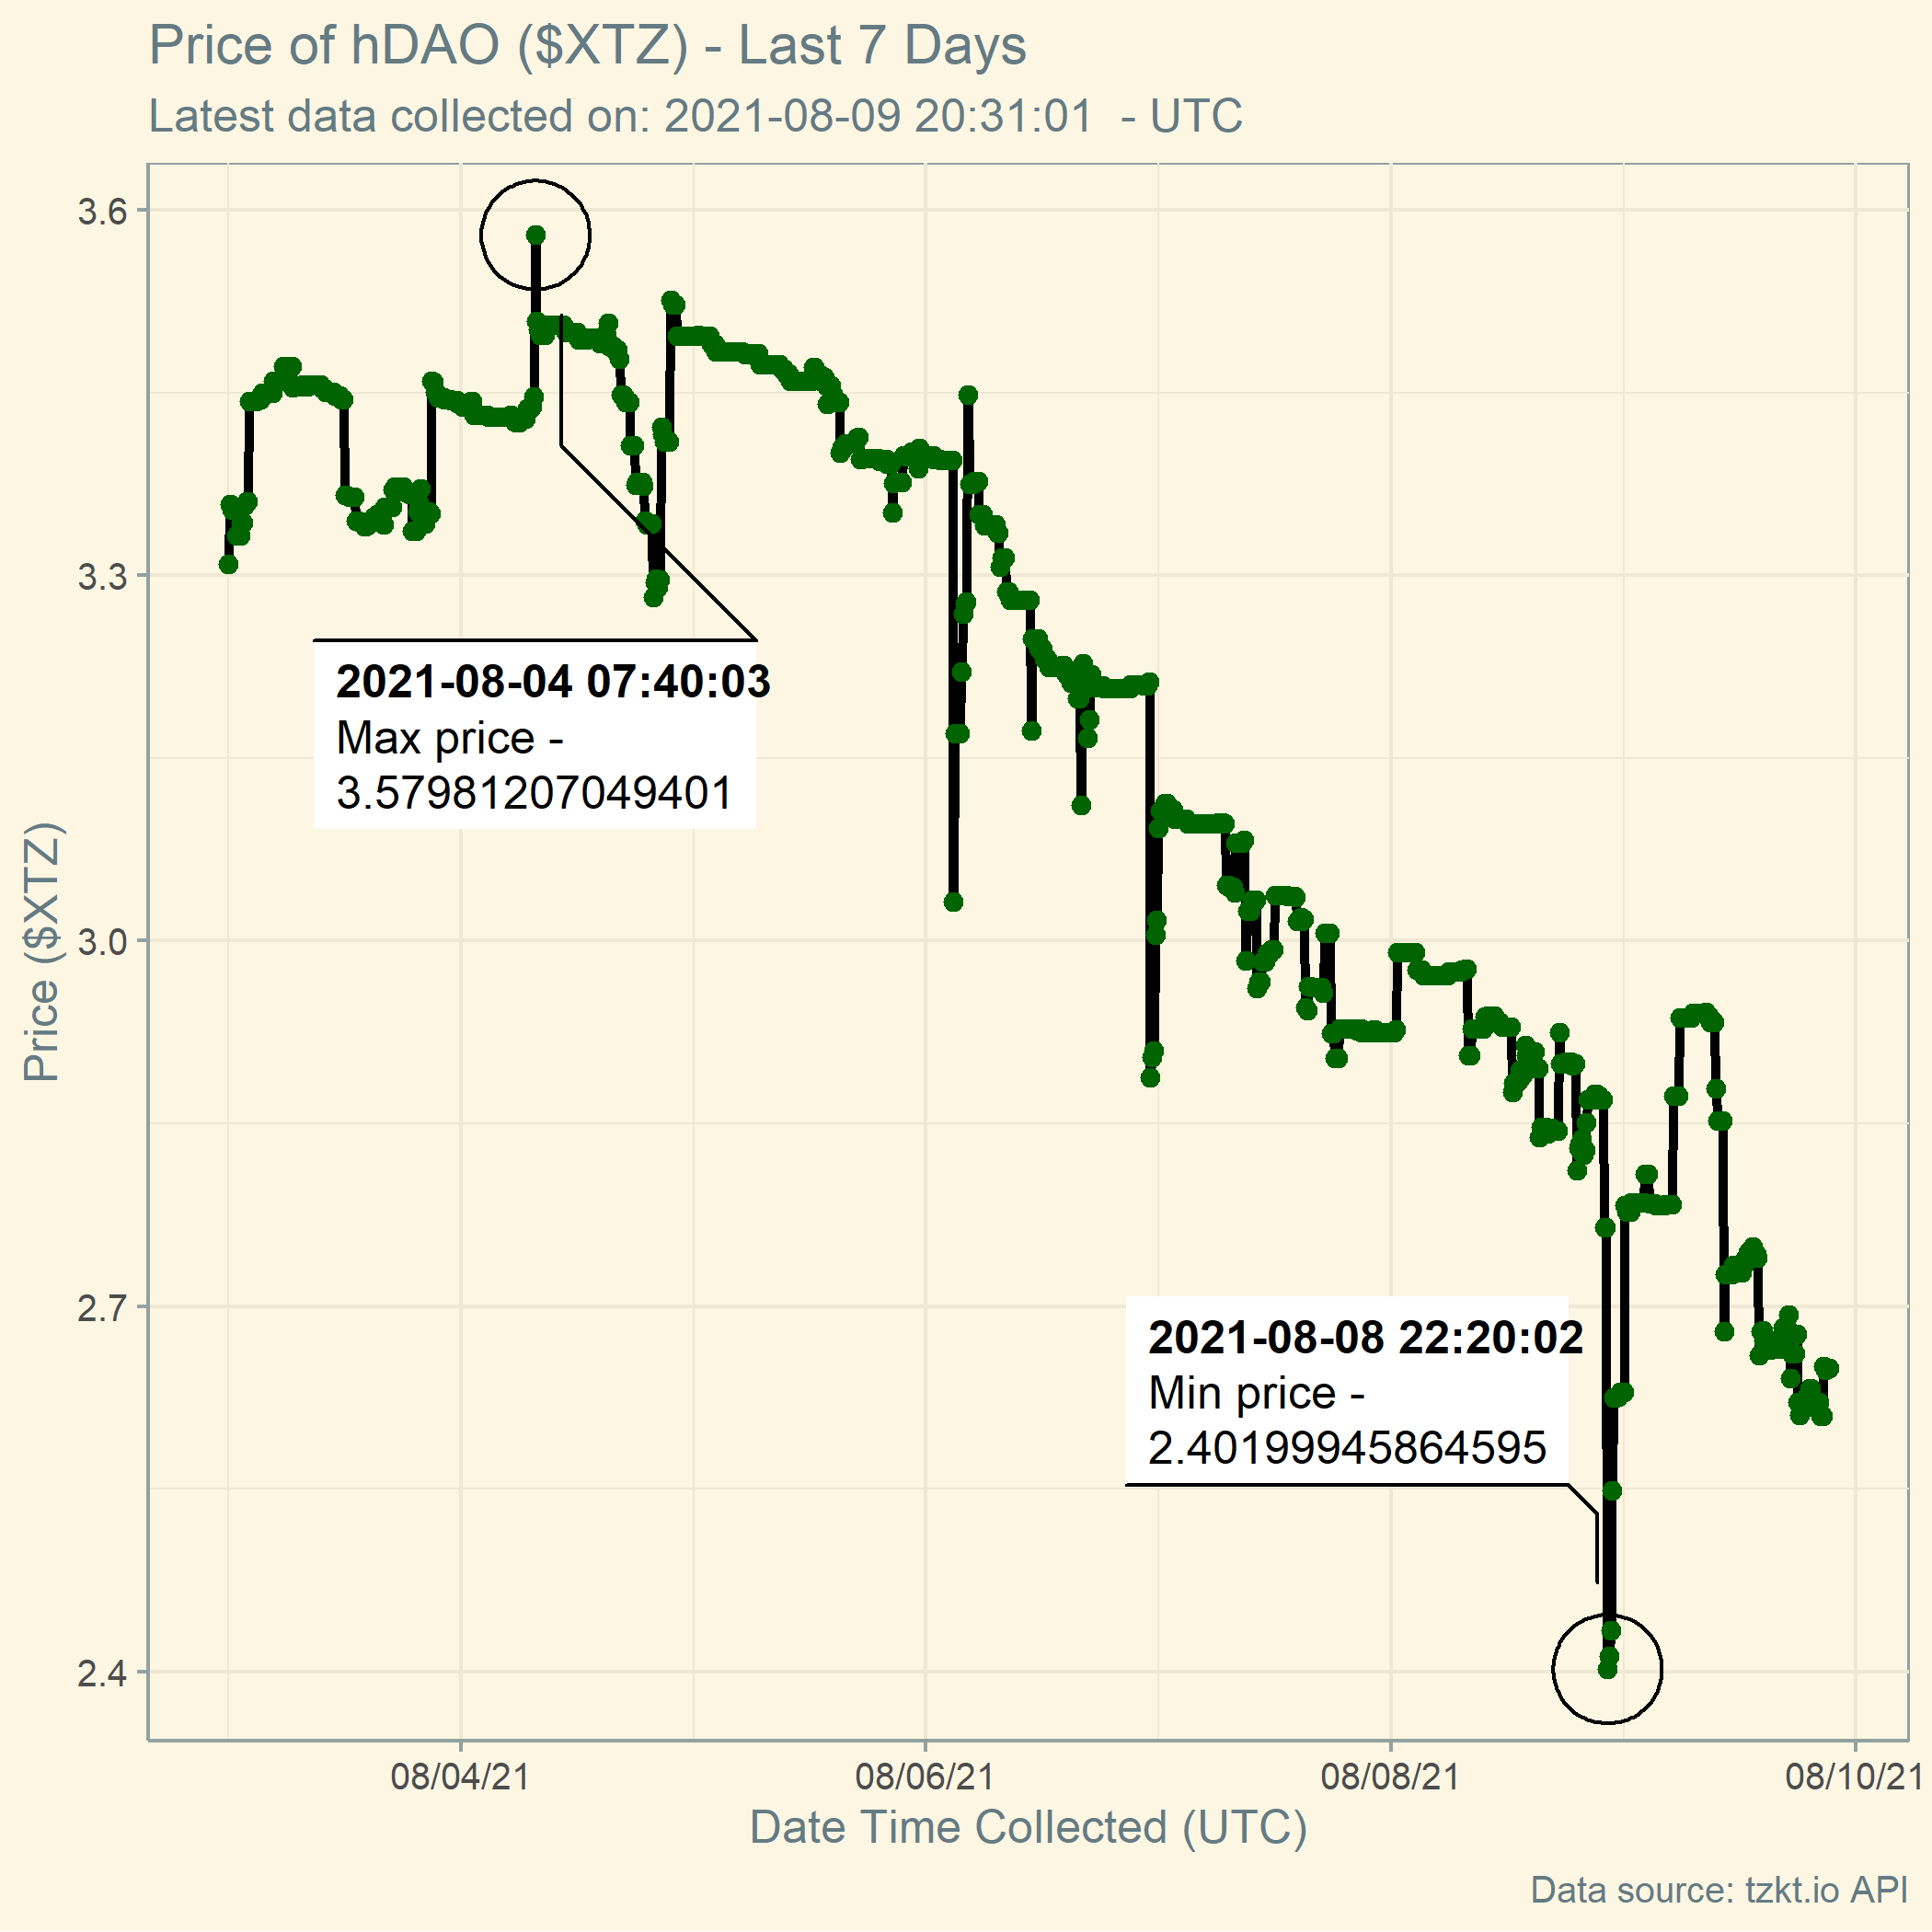 Price of hDAO ($XTZ) - Last 7 Days
Latest data collected on: 2021-08-09 20:31:01  - UTC
3.6
3.3
3.0
2.7
2.4
Price ($XTZ)
2021-08-04 07:40:03
Max price -
3.57981207049401
2021-08-08 22:20:02
Min price -
2.40199945864595
08/04/21
08/06/21
08/08/21
08/10/21
Date Time Collected (UTC)
Data source: tzkt.io API